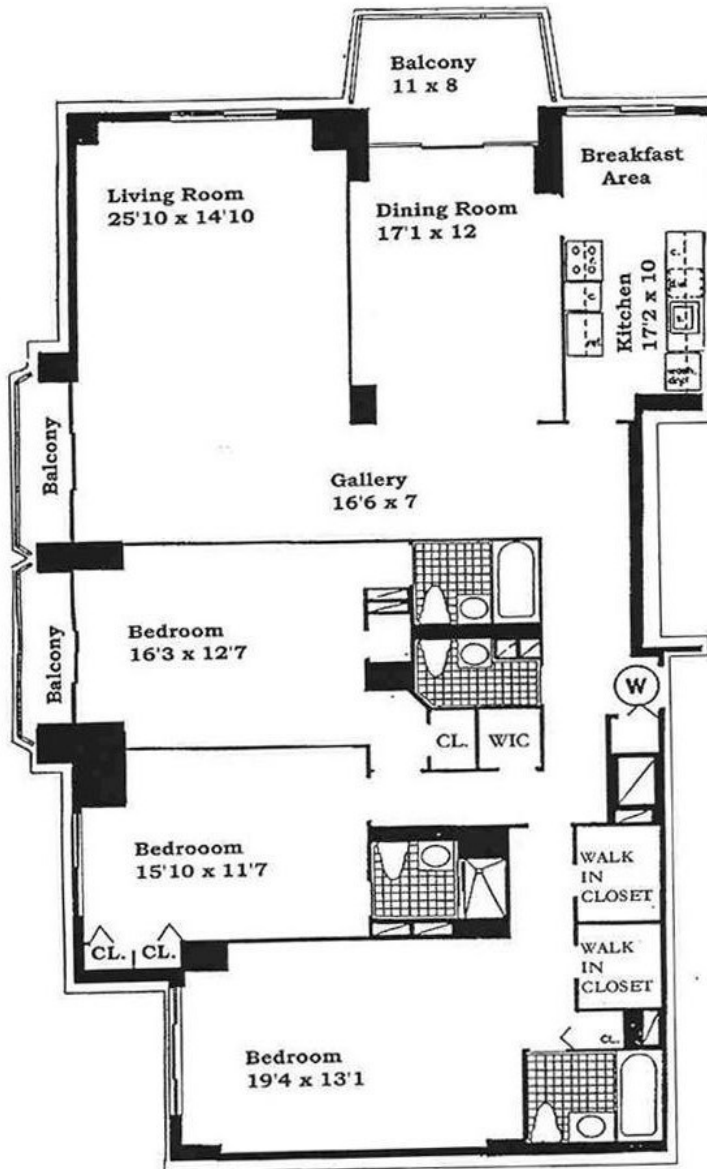 Balcony
11 x 8
Breakfast
Area
Living Room
25'10 x 14'10
Dining Room
17'1 x 12
Kitchen
17'2 x 10
wash
dryr
Balcony
Gallery
16'6 x 7
Bedroom
16'3 x 12'7
Balcony
W
CL.
WIC
Bedrooom
15'10 x 11'7
WALK
IN
CLOSET
CL.
CL.
WALK
IN
CLOSET
CL.
Bedroom
19'4 x 13'1